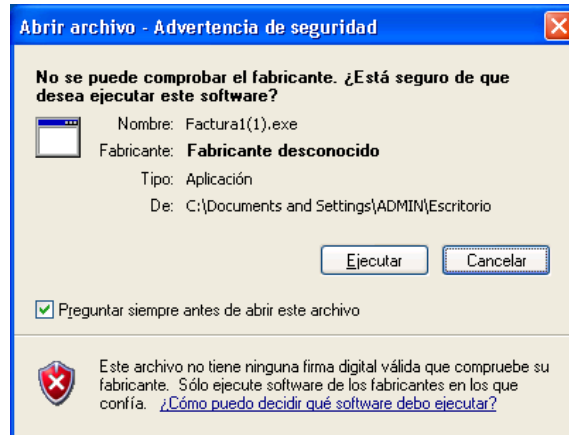 Abrir archivo - Advertencia de seguridad
No se puede comprobar el fabricante. ¿Está seguro de que
desea ejecutar este software?
Nombre: Factura1(1).exe
Fabricante: Fabricante desconocido
Tipo: Aplicación
De: C:\Documents and Settings\ADMIN\Escritorio
Ejecutar Cancelar
Preguntar siempre antes de abrir este archivo
Este archivo no tiene ninguna firma digital válida que compruebe su
fabricante. Sólo ejecute software de los fabricantes en los que
confía. ¿Cómo puedo decidir qué software debo ejecutar?